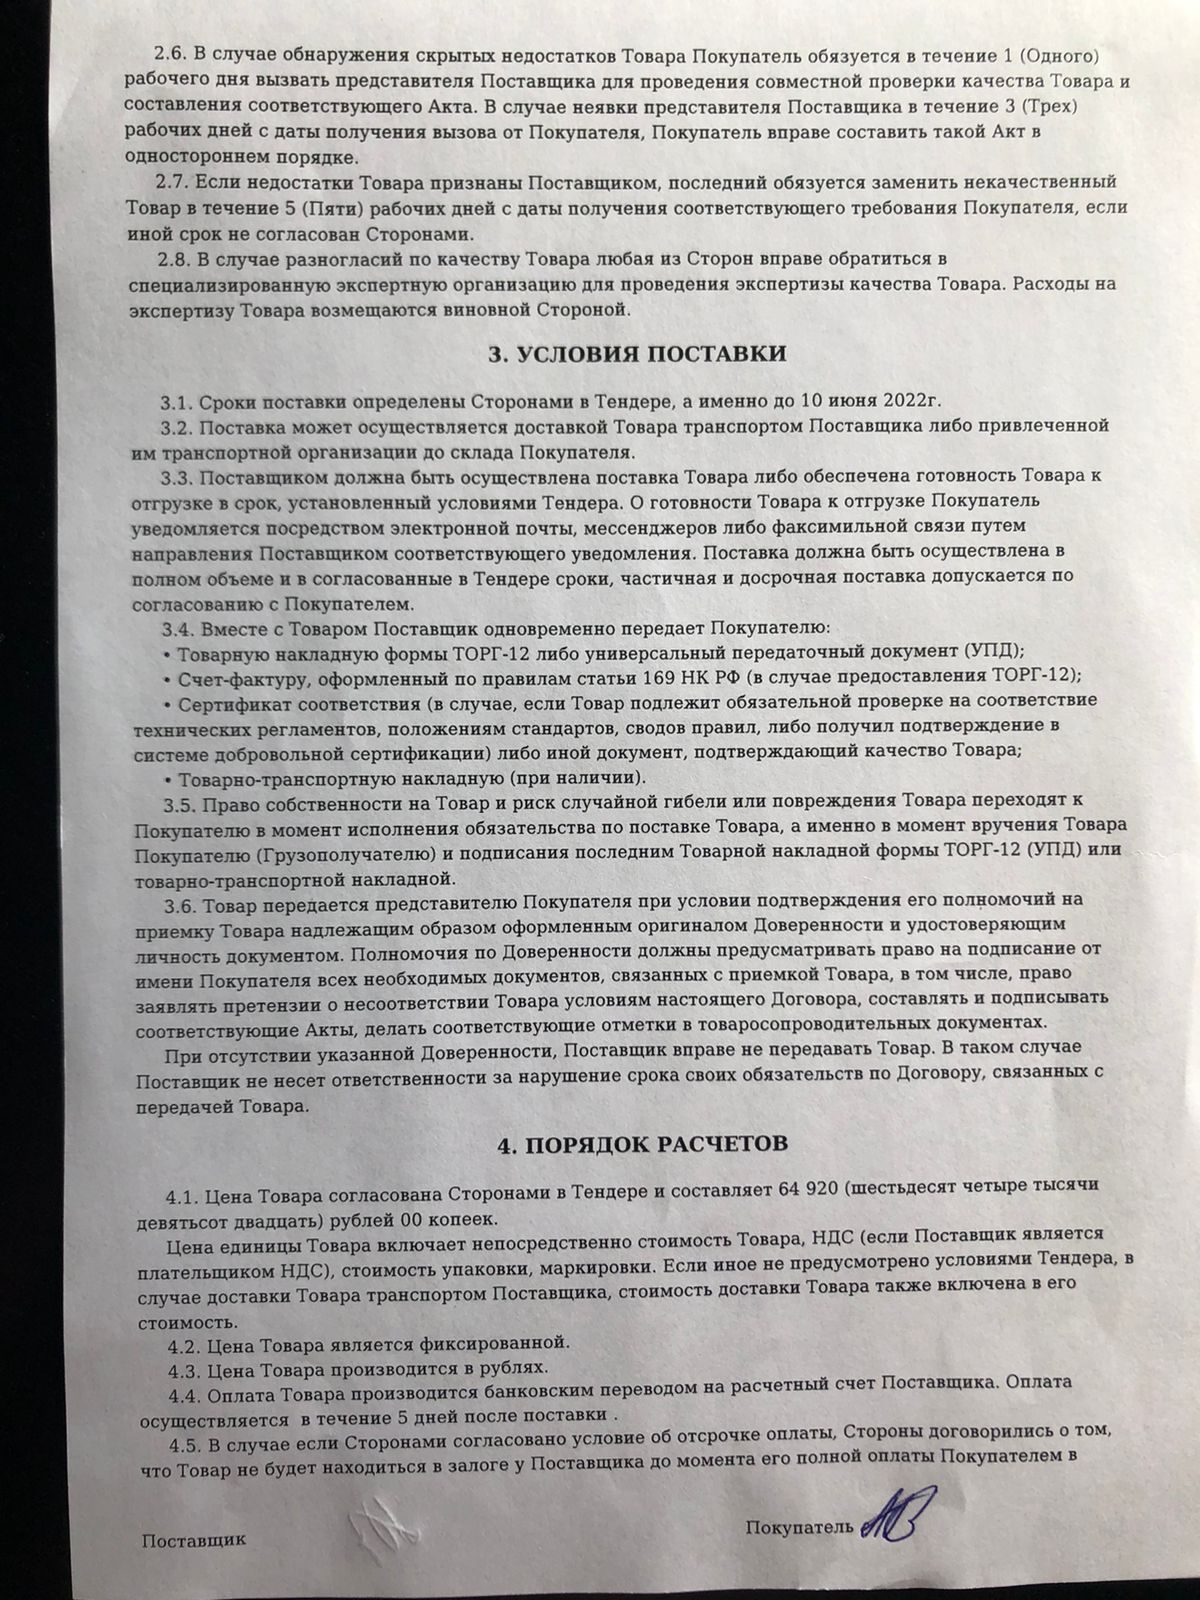 2.6. В случае обнаружения скрытых недостатков Товара Покупатель обязуется в течение 1 (Одного)
рабочего дня вызвать представителя Поставщика для проведения совместной проверки качества Товара и
составления соответствующего Акта. В случае неявки представителя Поставщика в течение 3 (Трех)
рабочих дней с даты получения вызова от Покупателя, Покупатель вправе составить такой Акт в
одностороннем порядке.
2.7. Если недостатки Товара признаны Поставщиком, последний обязуется заменить некачественный
Товар в течение 5 (Пяти) рабочих дней с даты получения соответствующего требования Покупателя, если
иной срок не согласован Сторонами.
2.8. В случае разногласий по качеству Товара любая из Сторон вправе обратиться в
специализированную экспертную организацию для проведения экспертизы качества Товара. Расходы на
экспертизу Товара возмещаются виновной Стороной.
3. УСЛОВИЯ ПОСТАВКИ
3.1. Сроки поставки определены Сторонами в Тендере, а именно до 10 июня 2022г.
3.2. Поставка может осуществляется доставкой Товара транспортом Поставщика либо привлеченной
им транспортной организации до склада Покупателя.
3.3. Поставщиком должна быть осуществлена поставка Товара либо обеспечена готовность Товара к
отгрузке в срок, установленный условиями Тендера. О готовности Товара к отгрузке Покупатель
уведомляется посредством электронной почты, мессенджеров либо факсимильной связи путем
направления Поставщиком соответствующего уведомления. Поставка должна быть осуществлена в
полном объеме и в согласованные в Тендере сроки, частичная и досрочная поставка допускается по
согласованию с Покупателем.
3.4. Вместе с Товаром Поставщик одновременно передает Покупателю:
• Товарную накладную формы ТОРГ-12 либо универсальный передаточный документ (УПД);
• Счет-фактуру, оформленный по правилам статьи 169 НК РФ (в случае предоставления ТОРГ-12);
• Сертификат соответствия (в случае, если Товар подлежит обязательной проверке на соответствие
технических регламентов, положениям стандартов, сводов правил, либо получил подтверждение в
системе добровольной сертификации) либо иной документ, подтверждающий качество Товара;
• Товарно-транспортную накладную (при наличии).
3.5. Право собственности на Товар и риск случайной гибели или повреждения Товара переходят к
Покупателю в момент исполнения обязательства по поставке Товара, а именно в момент вручения Товара
Покупателю (Грузополучателю) и подписания последним Товарной накладной формы ТОРГ-12 (УПД) или
товарно-транспортной накладной.
3.6. Товар передается представителю Покупателя при условии подтверждения его полномочий на
приемку Товара надлежащим образом оформленным оригиналом Доверенности и удостоверяющим
личность документом. Полномочия по Доверенности должны предусматривать право на подписание от
имени Покупателя всех необходимых документов, связанных с приемкой Товара, в том числе, право
заявлять претензии о несоответствии Товара условиям настоящего Договора, составлять и подписывать
соответствующие Акты, делать соответствующие отметки в товаросопроводительных документах.
При отсутствии указанной Доверенности, Поставщик вправе не передавать Товар. В таком случае
Поставщик не несет ответственности за нарушение срока своих обязательств по Договору, связанных с
передачей Товара.
4. ПОРЯДОК РАСЧЕТОВ
4.1. Цена Товара согласована Сторонами в Тендере и составляет 64 920 (шестьдесят четыре тысячи
девятьсот двадцать) рублей 00 копеек.
Цена единицы Товара включает непосредственно стоимость Товара, НДС (если Поставщик является
плательщиком НДС), стоимость упаковки, маркировки. Если иное не предусмотрено условиями Тендера, в
случае доставки Товара транспортом Поставщика, стоимость доставки Товара также включена в его
стоимость.
4.2. Цена Товара является фиксированной.
4.3. Цена Товара производится в рублях.
4.4. Оплата Товара производится банковским переводом на расчетный счет Поставщика. Оплата
осуществляется в течение 5 дней после поставки .
4.5. В случае если Сторонами согласовано условие об отсрочке оплаты, Стороны договорились о том,
что Товар не будет находиться в залоге у Поставщика до момента его полной оплаты Покупателем в
Поставщик
Покупатель